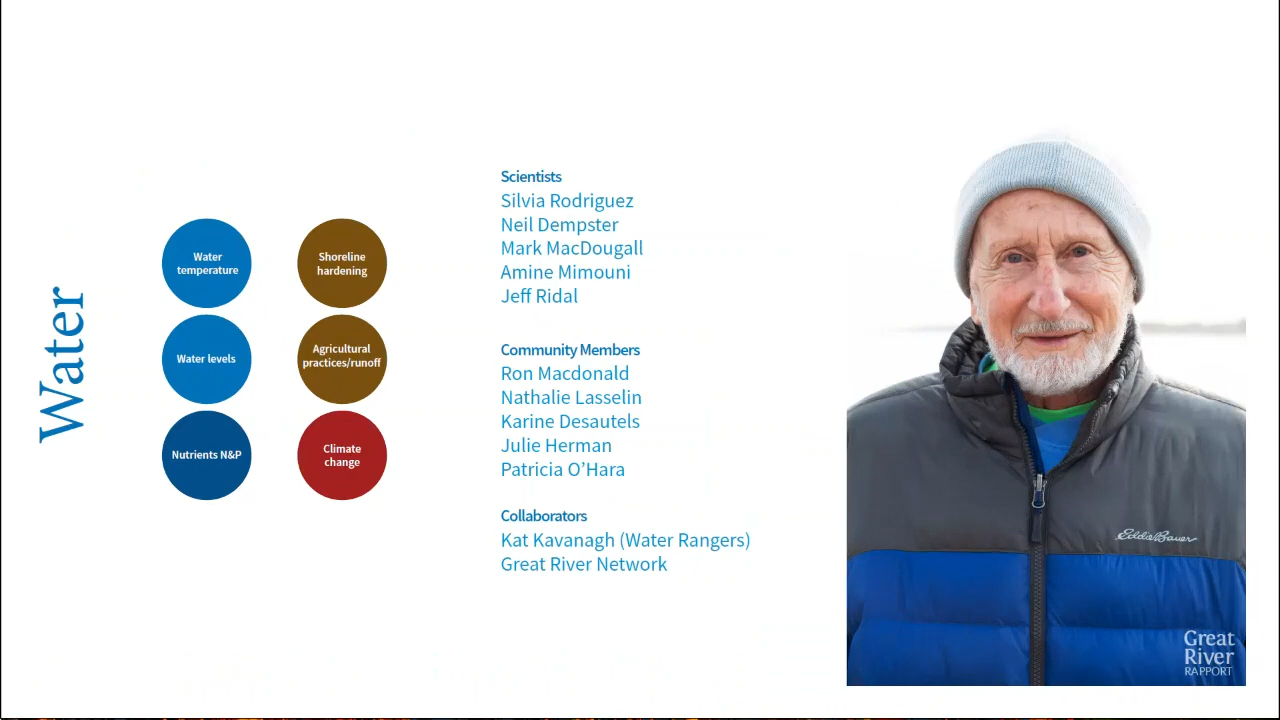 Water
Water
temperature
Shoreline
hardening
Water levels
Agricultural
practices/runoff
Nutrients N&P
Climate
change
Scientists
Silvia Rodriguez
Neil Dempster
Mark MacDougall
Amine Mimouni
Jeff Ridal
Community Members
Ron Macdonald
Nathalie Lasselin
Karine Desautels
Julie Herman
Patricia O’Hara
Collaborators
Kat Kavanagh (Water Rangers)
Great River Network
Eddie Bauer
Great
River
RAPPORT